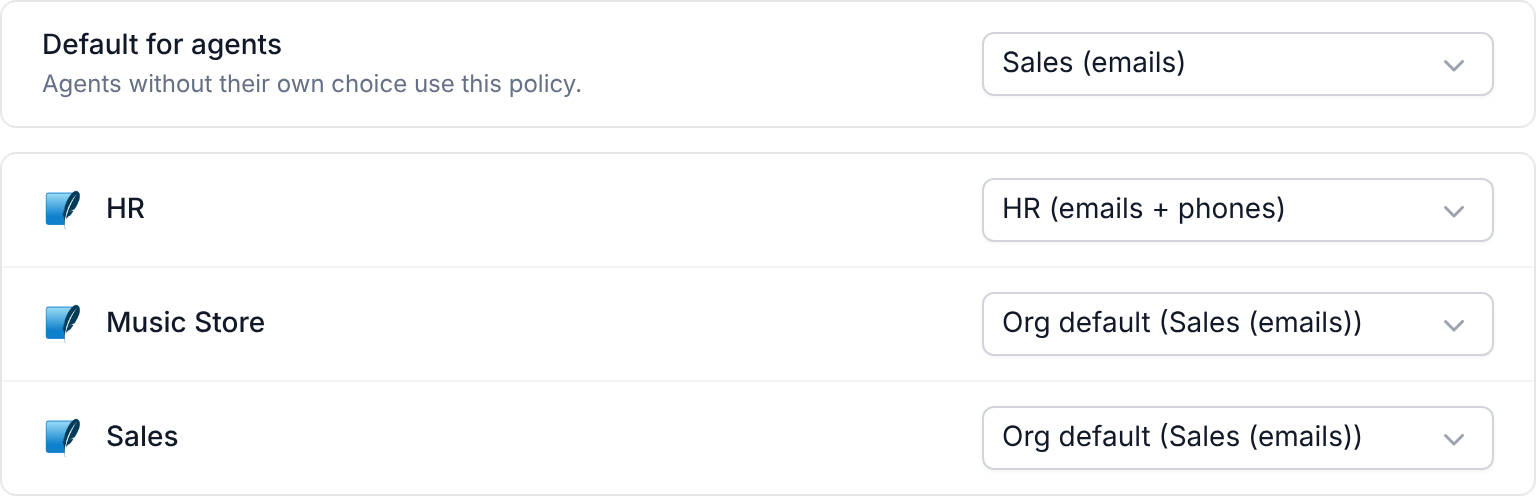 Default for agents
Agents without their own choice use this policy.
Sales (emails)
HR
HR (emails + phones)
Music Store
Org default (Sales (emails))
Sales
Org default (Sales (emails))